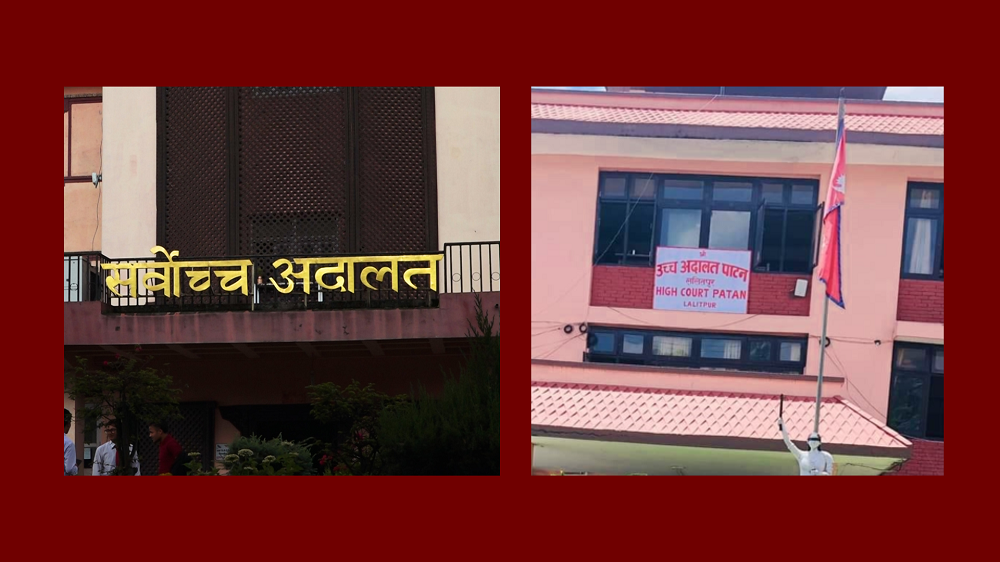 सर्वोच्च अदालत
श्री
उच्च अदालत पाटन
ललितपुर
HIGH COURT PATAN
LALITPUR